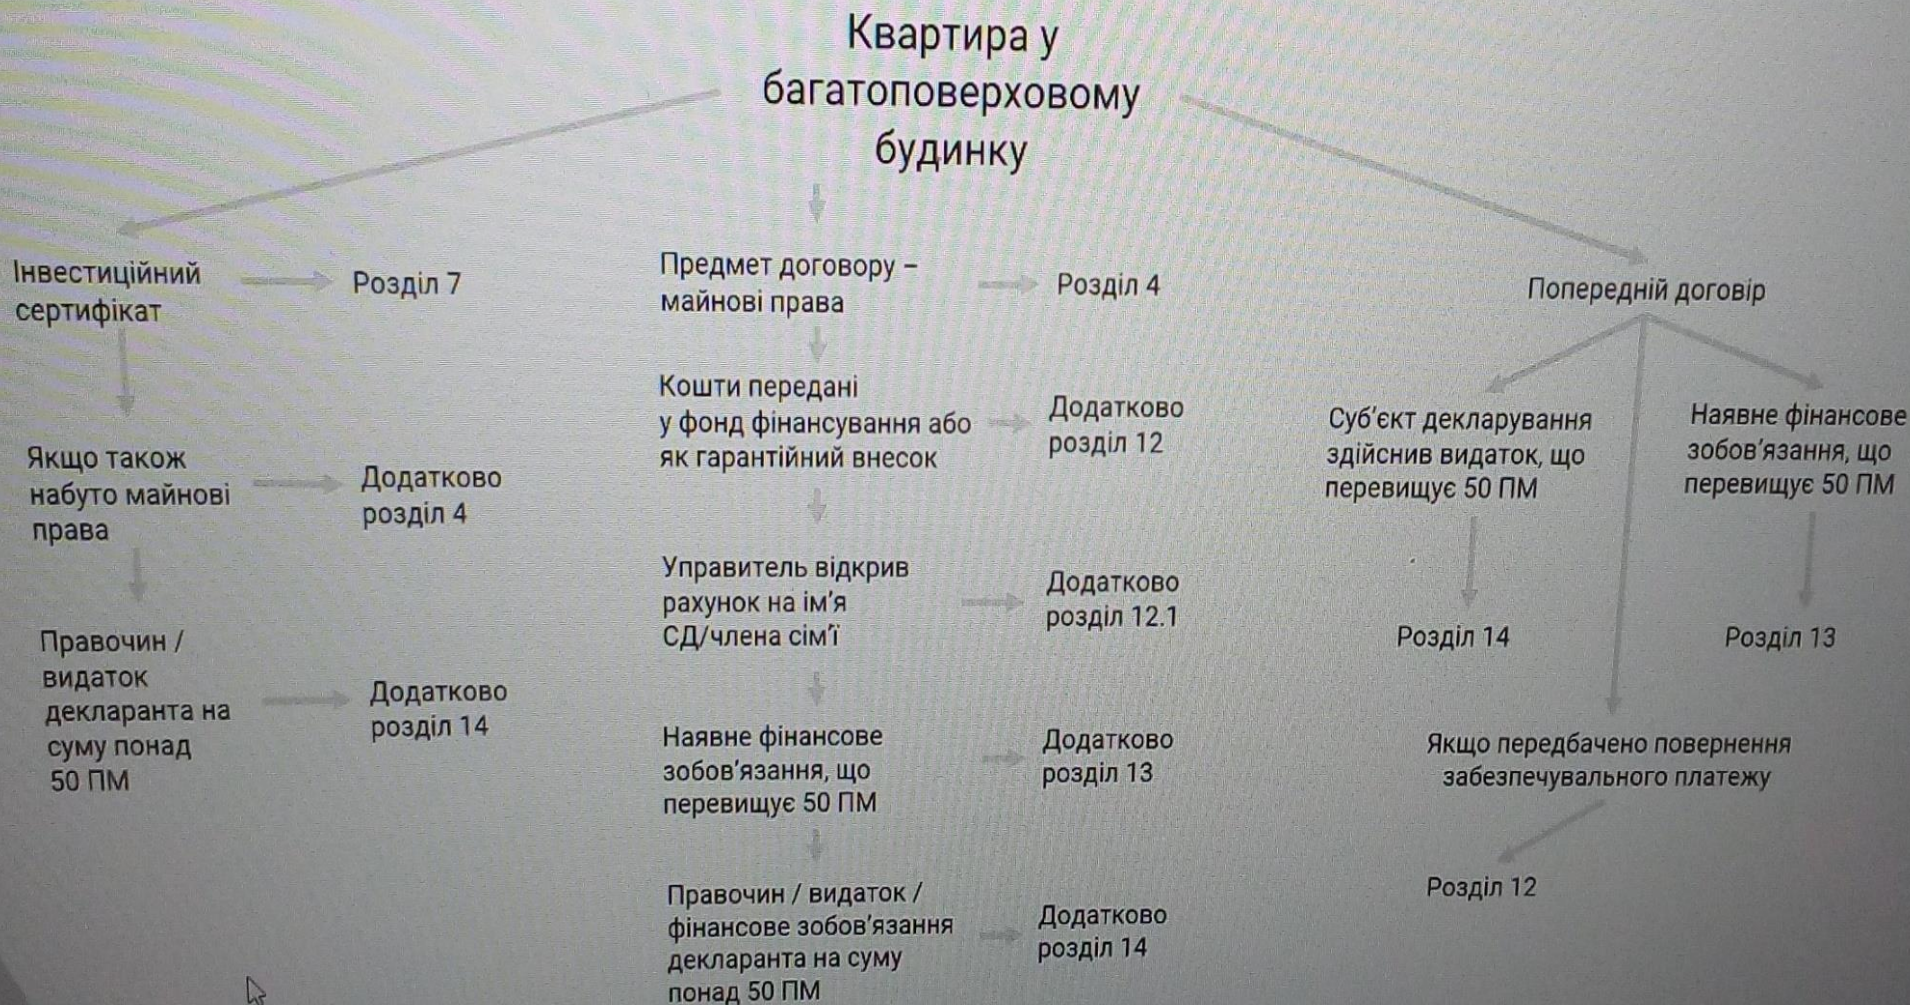 Квартира у
багатоповерховому
будинку
Інвестиційний
сертифікат
Розділ 7
Якщо також
набуто майнові
права
Додатково
розділ 4
Правочин /
видаток
декларанта на
суму понад
50 ПМ
Додатково
розділ 14
Предмет договору –
майнові права
Розділ 4
Кошти передані
у фонд фінансування або
як гарантійний внесок
Додатково
розділ 12
Управитель відкрив
рахунок на ім'я
СД/члена сім'ї
Додатково
розділ 12.1
Наявне фінансове
зобов'язання, що
перевищує 50 ПМ
Додатково
розділ 13
Правочин / видаток /
фінансове зобов'язання
декларанта на суму
понад 50 ПМ
Додатково
розділ 14
Попередній договір
Суб'єкт декларування
здійснив видаток, що
перевищує 50 ПМ
Розділ 14
Наявне фінансове
зобов'язання, що
перевищує 50 ПМ
Розділ 13
Якщо передбачено повернення
забезпечувального платежу
Розділ 12